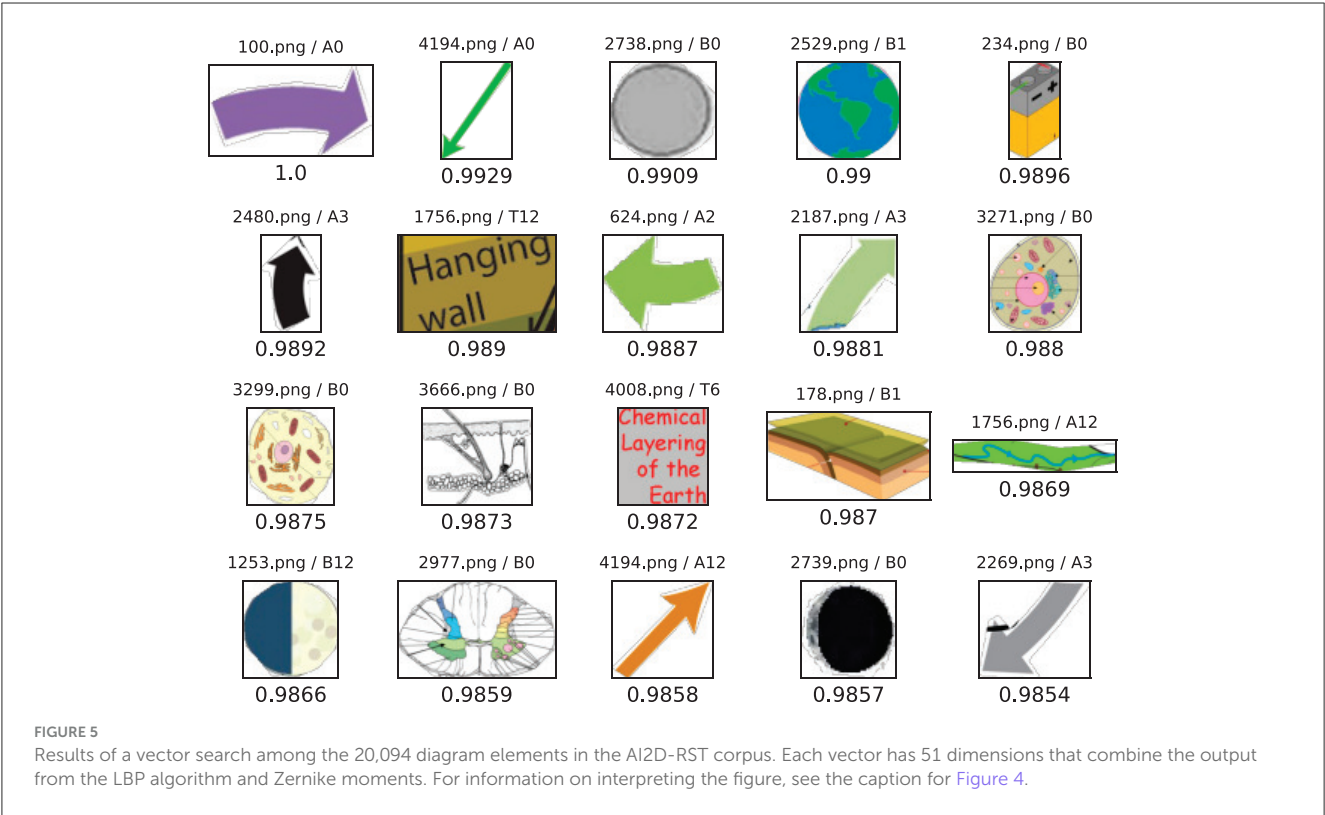 100.png / A0
4194.png / A0
2738.png / B0
2529.png / B1
234.png / B0
1.0
0.9929
0.9909
0.99
0.9896
2480.png / A3
1756.png / T12
624.png / A2
2187.png / A3
3271.png / B0
Hanging
wall
0.9892
0.989
0.9887
0.9881
0.988
3299.png / B0
3666.png / B0
4008.png / T6
178.png / B1
1756.png / A12
Chemical
Layering
of the
Earth
0.9875
0.9873
0.9872
0.987
0.9869
1253.png / B12
2977.png / B0
4194.png / A12
2739.png / B0
2269.png / A3
0.9866
0.9859
0.9858
0.9857
0.9854
FIGURE 5
Results of a vector search among the 20,094 diagram elements in the AI2D-RST corpus. Each vector has 51 dimensions that combine the output
from the LBP algorithm and Zernike moments. For information on interpreting the figure, see the caption for Figure 4.